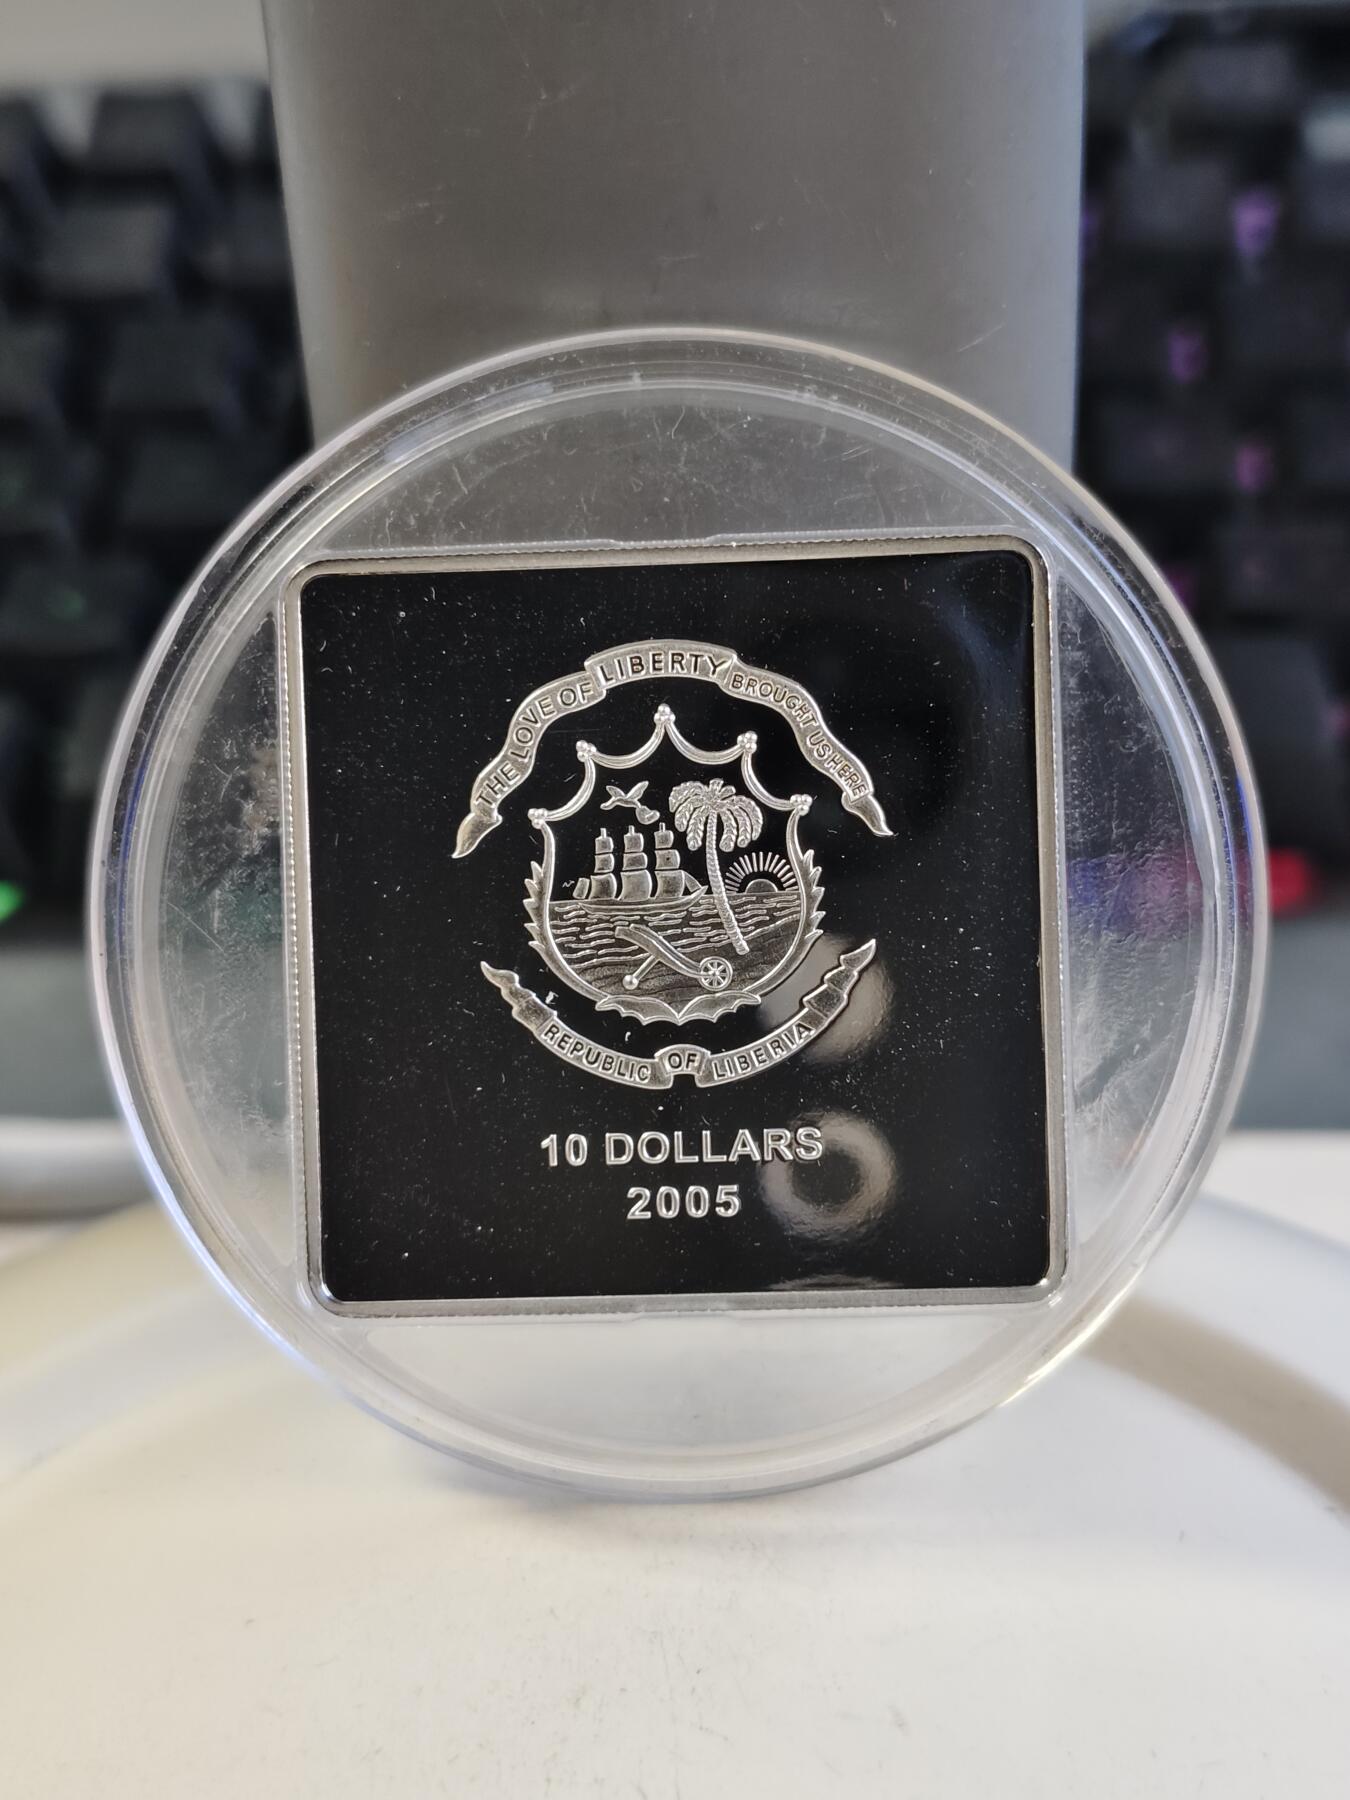 THE LOVE OF LIBERTY BROUGHT US HERE
REPUBLIC OF LIBERIA
10 DOLLARS
2005